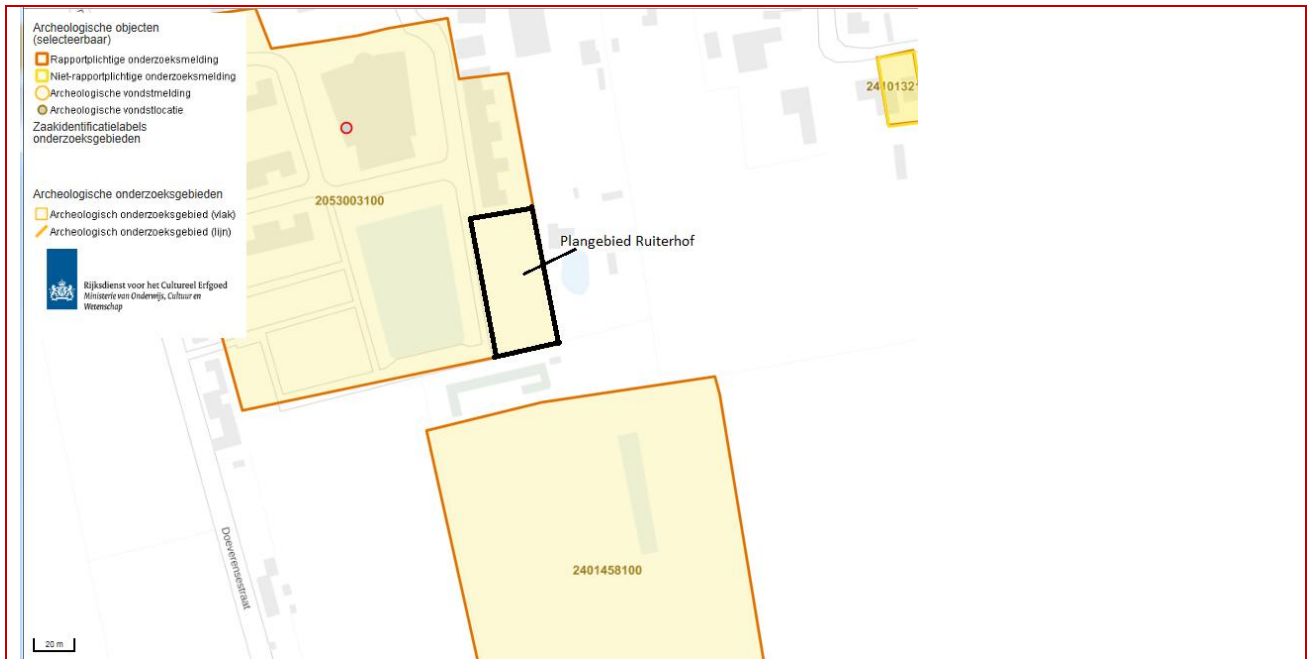 Archeologische objecten
(selecteerbaar)
Rapportplichtige onderzoeksmelding
Niet-rapportplichtige onderzoeksmelding
Archeologische vondstmelding
Archeologische vondstlocatie
Zaakidentificatielabels
onderzoeksgebieden
Archeologische onderzoeksgebieden
Archeologisch onderzoeksgebied (vlak)
Archeologisch onderzoeksgebied (lijn)
Rijksdienst voor het Cultureel Erfgoed
Ministerie van Onderwijs, Cultuur en
Wetenschap
2053003100
Plangebied Ruiterhof
2401458100
Doeverensestraat
20 m